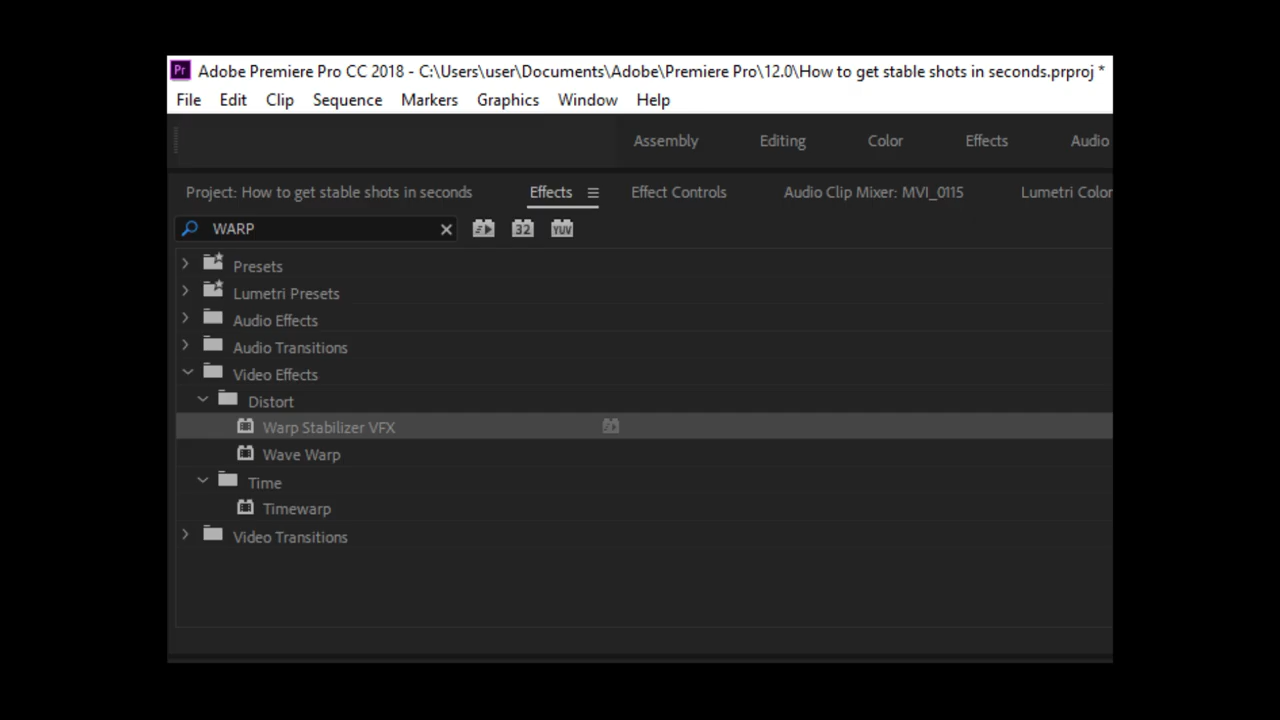 Pr Adobe Premiere Pro CC 2018 - C:\Users\user\Documents\Adobe\Premiere Pro\12.0\How to get stable shots in seconds.prproj *
File Edit Clip Sequence Markers Graphics Window Help
Assembly Editing Color Effects Audio
Project: How to get stable shots in seconds Effects Effect Controls Audio Clip Mixer: MVI_0115 Lumetri Color
WARP 32 YUV
Presets
Lumetri Presets
Audio Effects
Audio Transitions
Video Effects
Distort
Warp Stabilizer VFX
Wave Warp
Time
Timewarp
Video Transitions